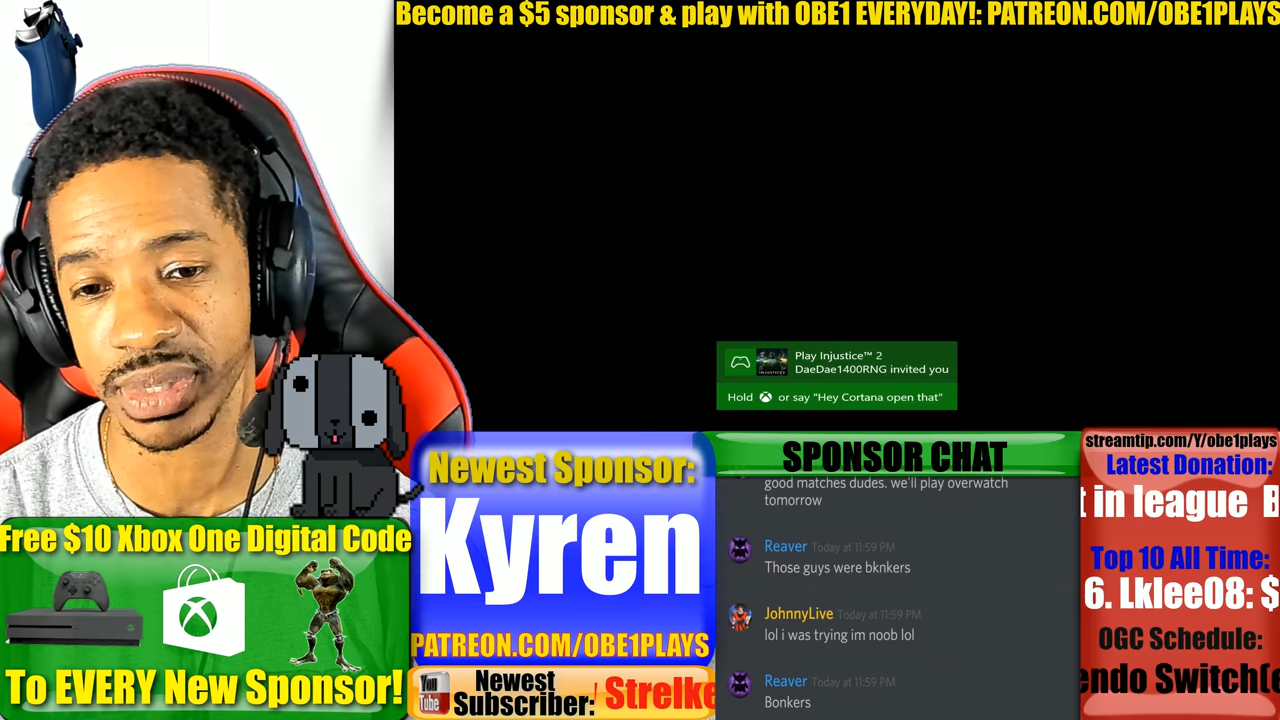 Become a $5 sponsor & play with OBE1 EVERYDAY!: PATREON.COM/OBE1PLAYS
Play Injustice™ 2
DaeDae1400RNG invited you
Hold or say "Hey Cortana open that"
Newest Sponsor:
Kyren
PATREON.COM/OBE1PLAYS
YouTube
Newest
Subscriber:
Strelke
Free $10 Xbox One Digital Code
To EVERY New Sponsor!
SPONSOR CHAT
good matches dudes. we'll play overwatch
tomorrow
Reaver Today at 11:59 PM
Those guys were bknkers
JohnnyLive Today at 11:59 PM
lol i was trying im noob lol
Reaver Today at 11:59 PM
Bonkers
streamtip.com/Y/obe1plays
Latest Donation:
t in league B
Top 10 All Time:
6. Lklee08: $
OGC Schedule:
endo Switch(